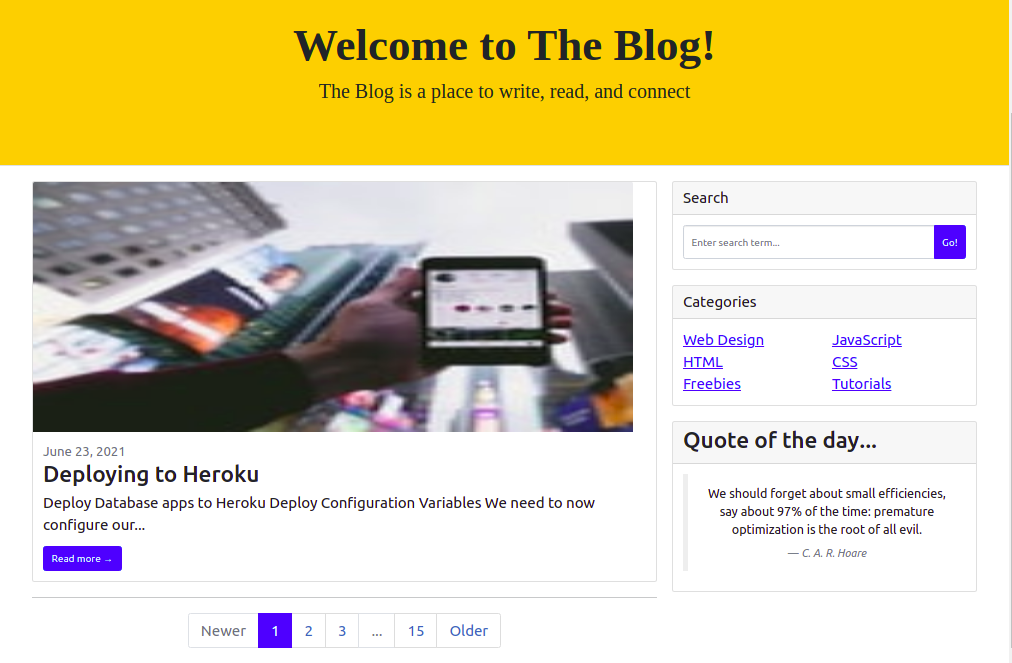 Welcome to The Blog!
The Blog is a place to write, read, and connect
June 23, 2021
Deploying to Heroku
Deploy Database apps to Heroku Deploy Configuration Variables We need to now
configure our...
Read more →
Newer 1 2 3 ... 15 Older
Search
Enter search term... Go!
Categories
Web Design JavaScript
HTML CSS
Freebies Tutorials
Quote of the day...
We should forget about small efficiencies,
say about 97% of the time: premature
optimization is the root of all evil.
— C. A. R. Hoare